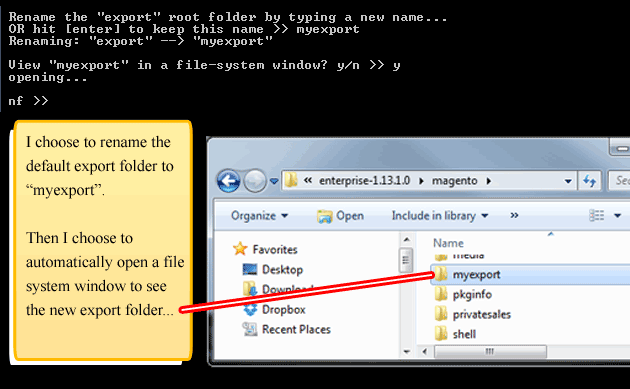 Rename the "export" root folder by typing a new name...
OR hit [enter] to keep this name >> myexport
Renaming: "export" --> "myexport"
View "myexport" in a file-system window? y/n >> y
opening...
nf >>
I choose to rename the
default export folder to
“myexport”.
Then I choose to
automatically open a file
system window to see
the new export folder...
« enterprise-1.13.1.0 magento
Organize Open Include in library »
Favorites
Desktop
Dropbox
Recent Places
Name
media
myexport
pkginfo
privatesales
shell